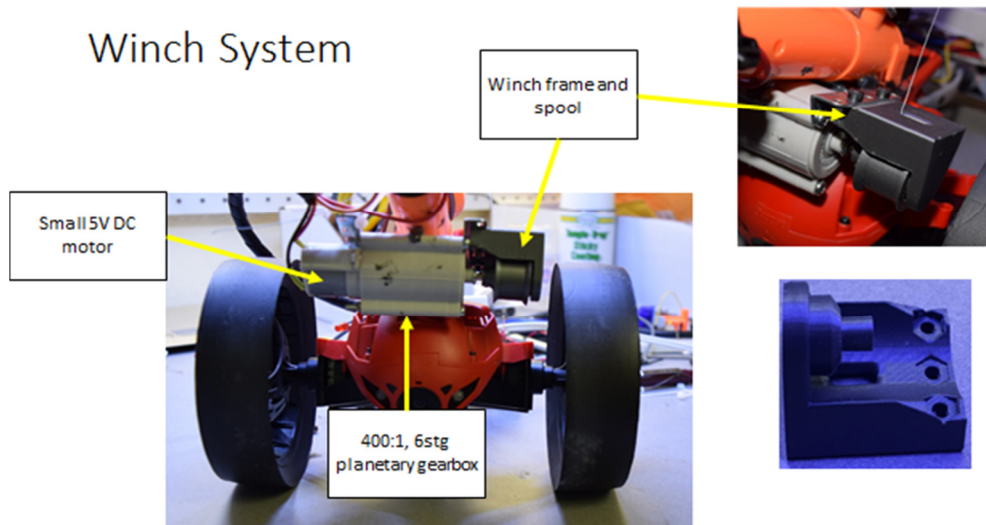 Winch System
Winch frame and
spool
Small 5V DC
motor
400:1, 6stg
planetary gearbox